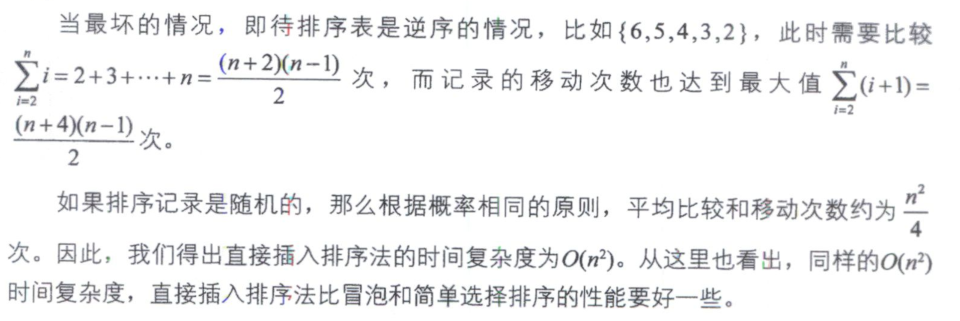 当最坏的情况，即待排序表是逆序的情况，比如{6,5,4,3,2}，此时需要比较
$\sum_{i=2}^{n} i=2+3+\cdots+n=\frac{(n+2)(n-1)}{2}$ 次，而记录的移动次数也达到最大值 $\sum_{i=2}^{n}(i+1)=$
$\frac{(n+4)(n-1)}{2}$ 次。
如果排序记录是随机的，那么根据概率相同的原则，平均比较和移动次数约为 $\frac{n^2}{4}$
次。因此，我们得出直接插入排序法的时间复杂度为O(n²)。从这里也看出，同样的O(n²)
时间复杂度，直接插入排序法比冒泡和简单选择排序的性能要好一些。